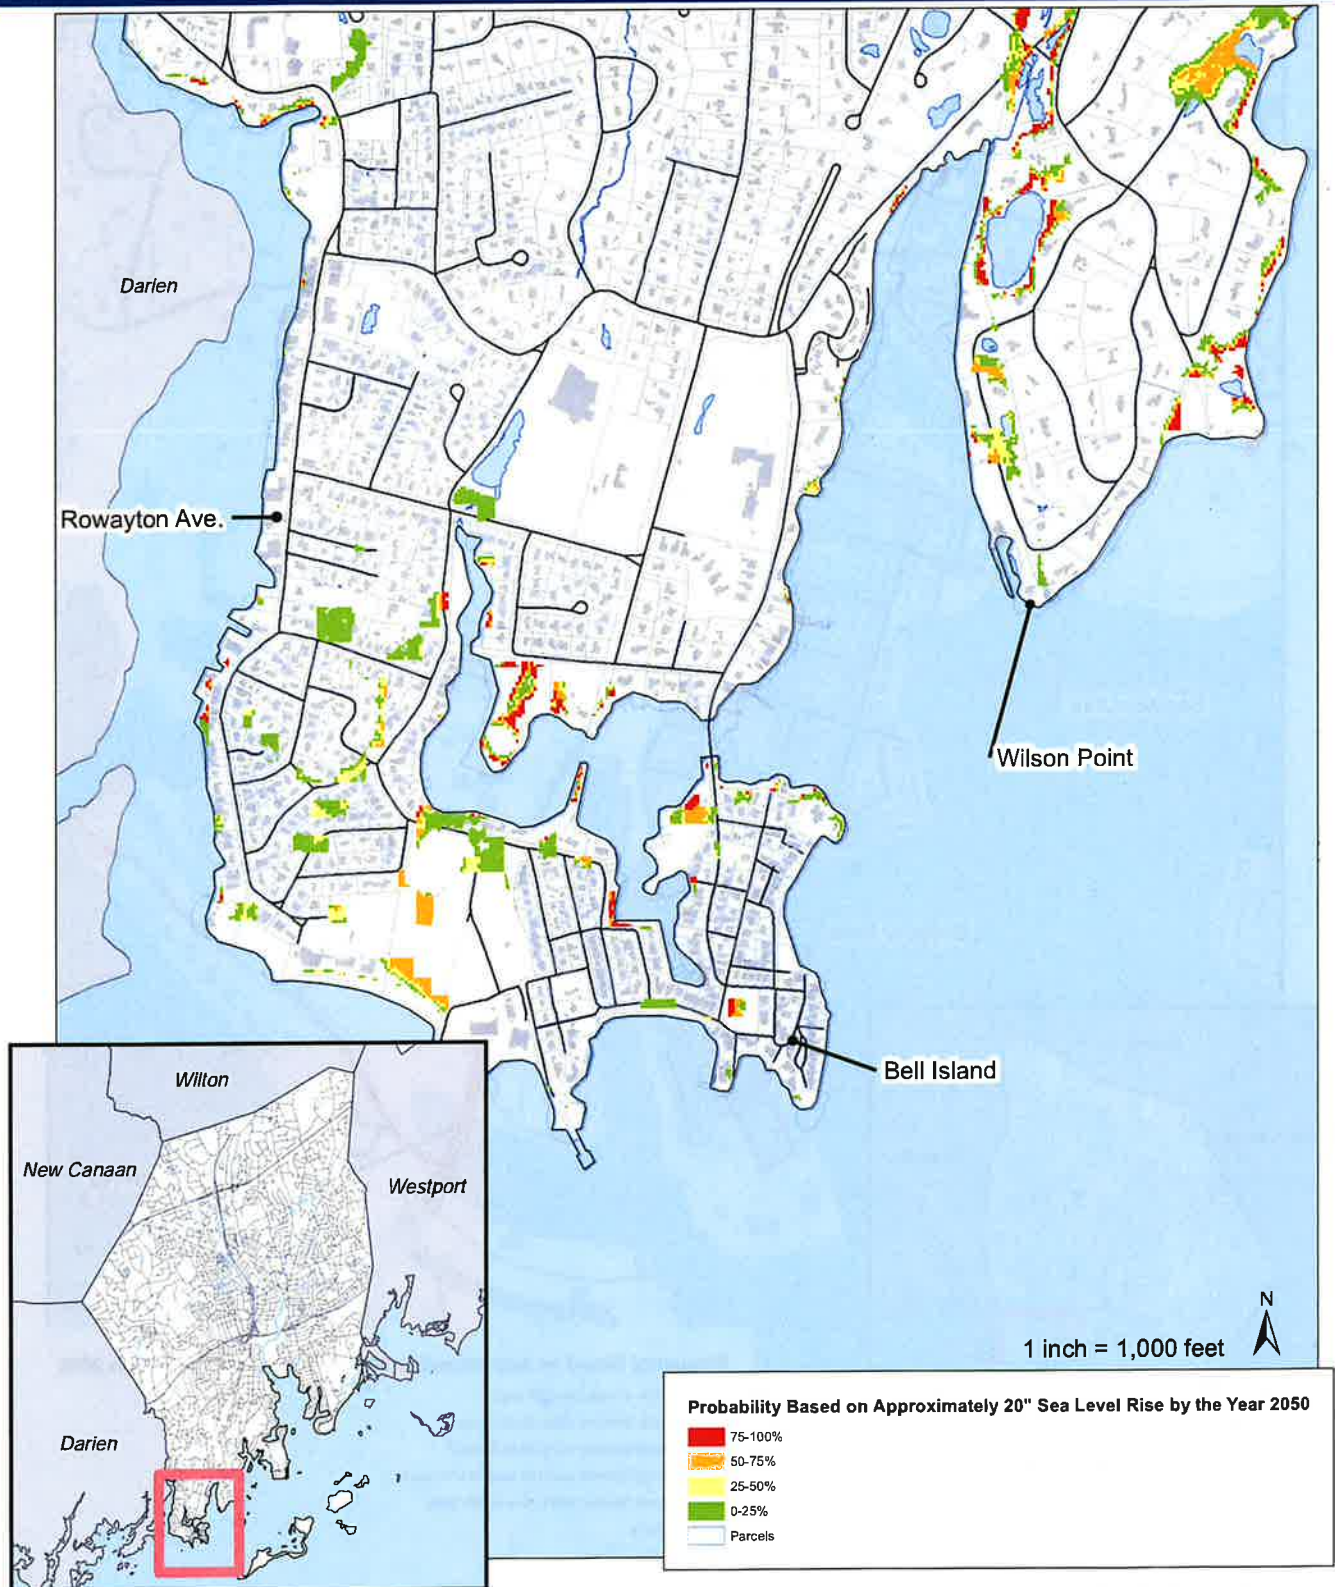 Darien
Rowayton Ave.
Wilson Point
Bell Island
Wilton
New Canaan
Westport
Darien
N
1 inch = 1,000 feet
Probability Based on Approximately 20" Sea Level Rise by the Year 2050
75-100%
50-75%
25-50%
0-25%
Parcels